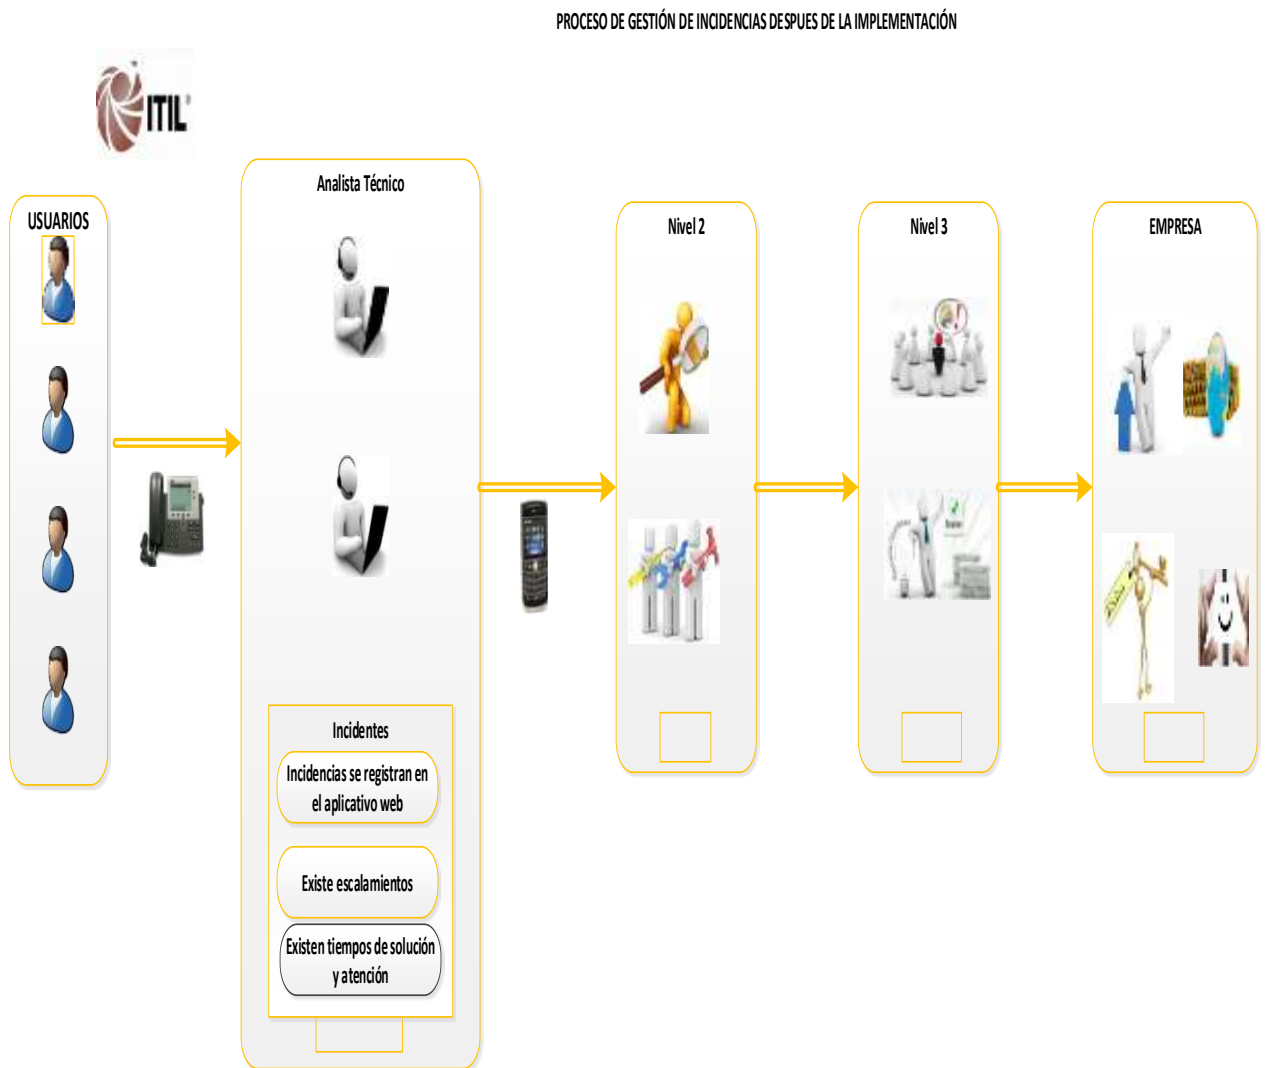 PROCESO DE GESTIÓN DE INCIDENCIAS DESPUES DE LA IMPLEMENTACIÓN
ITIL®
USUARIOS
Analista Técnico
Incidentes
Incidencias se registran en
el aplicativo web
Existe escalamientos
Existen tiempos de solución
y atención
Nivel 2
Nivel 3
EMPRESA